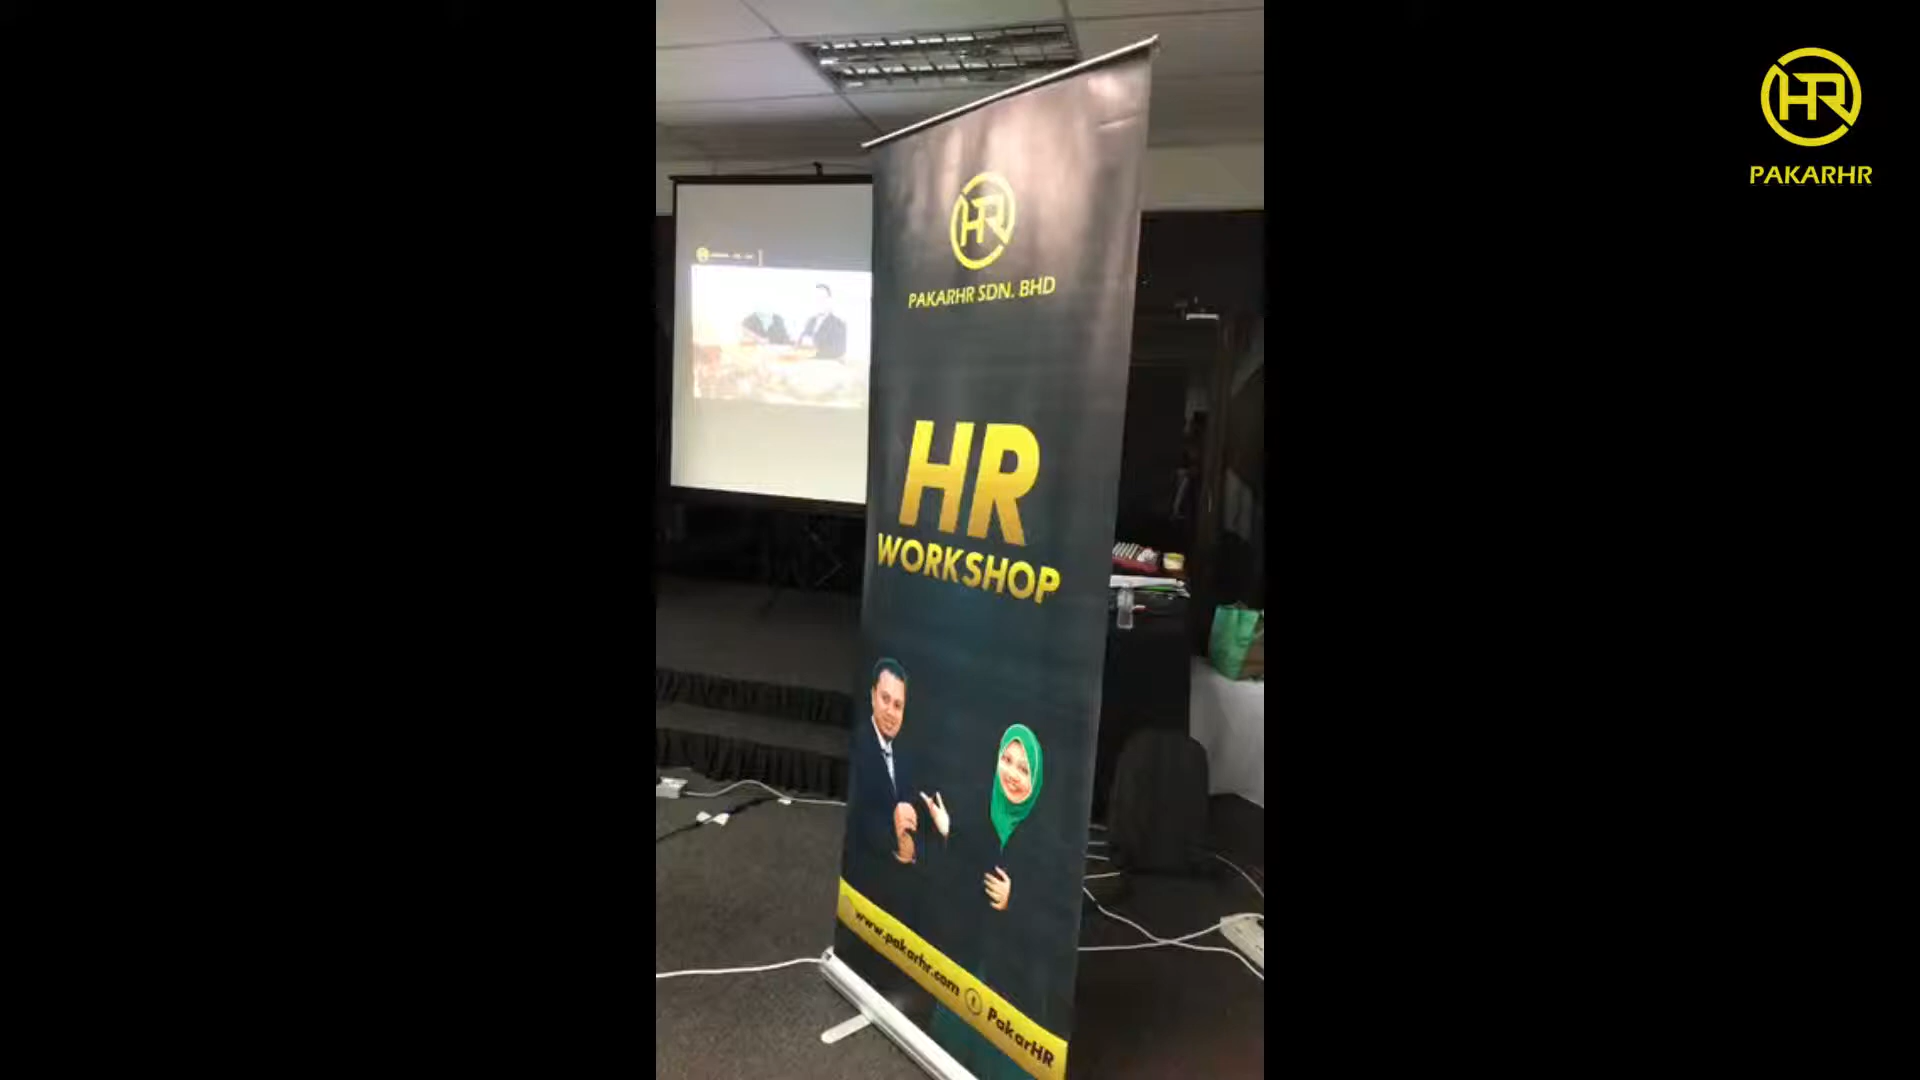 HR
PAKARHR SDN. BHD
HR
WORKSHOP
www.pakarhr.com f PakarHR
HR
PAKARHR